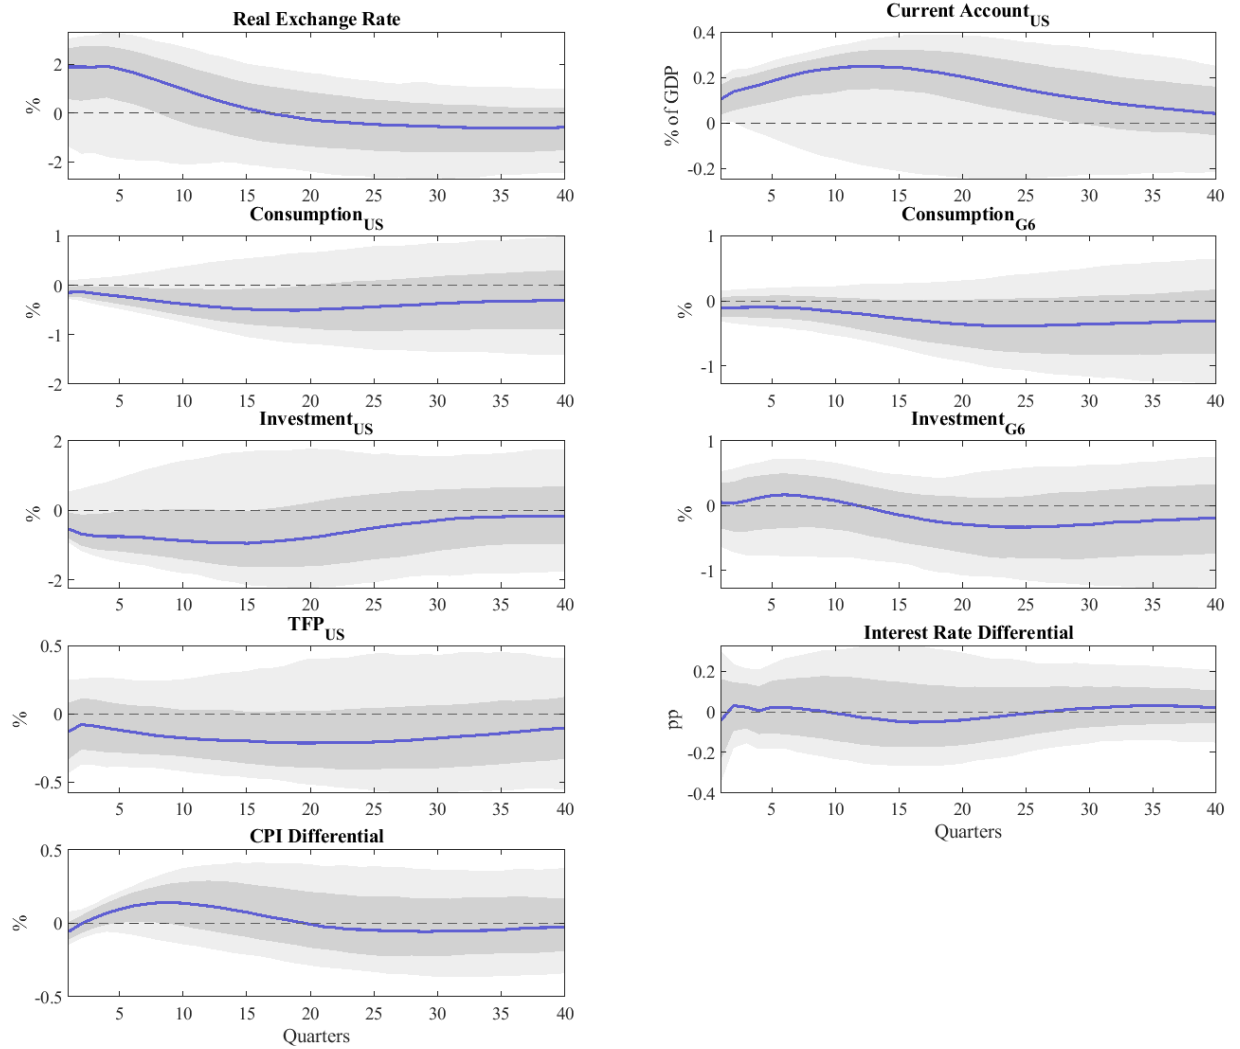 Real Exchange Rate
%
2
0
-2
5 10 15 20 25 30 35 40
Current Account_US
% of GDP
0.4
0.2
0
-0.2
5 10 15 20 25 30 35 40
Consumption_US
%
1
0
-1
-2
5 10 15 20 25 30 35 40
Consumption_G6
%
1
0
-1
5 10 15 20 25 30 35 40
Investment_US
%
2
0
-2
5 10 15 20 25 30 35 40
Investment_G6
%
1
0
-1
5 10 15 20 25 30 35 40
TFP_US
%
0.5
0
-0.5
5 10 15 20 25 30 35 40
Interest Rate Differential
pp
0.2
0
-0.2
-0.4
5 10 15 20 25 30 35 40
Quarters
CPI Differential
%
0.5
0
-0.5
5 10 15 20 25 30 35 40
Quarters